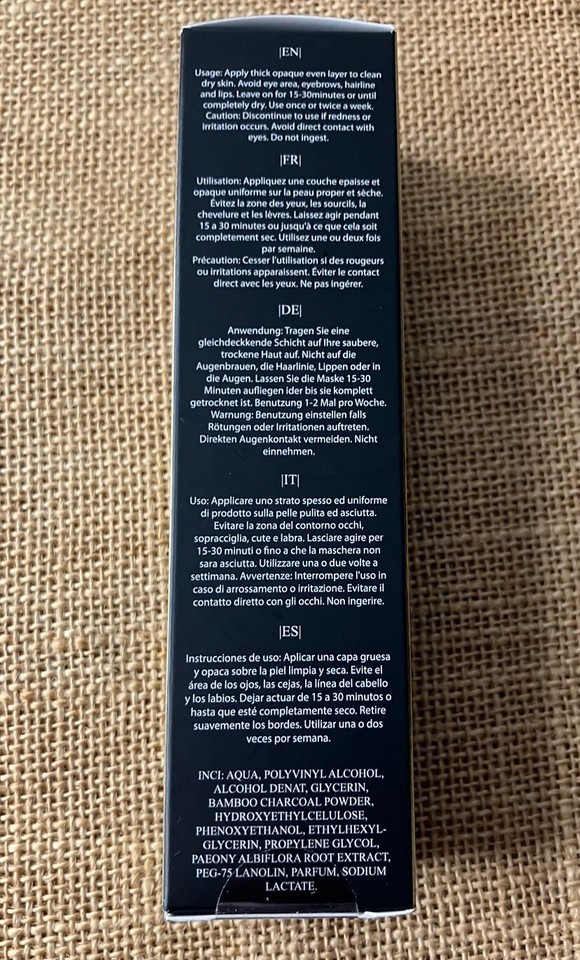 |EN|
Usage: Apply thick opaque even layer to clean
dry skin. Avoid eye area, eyebrows, hairline
and lips. Leave on for 15-30minutes or until
completely dry. Use once or twice a week.
Caution: Discontinue to use if redness or
irritation occurs. Avoid direct contact with
eyes. Do not ingest.
|FR|
Utilisation: Appliquez une couche epaisse et
opaque uniforme sur la peau proper et sèche.
Évitez la zone des yeux, les sourcils, la
chevelure et les lèvres. Laissez agir pendant
15 a 30 minutes ou jusqu'à ce que cela soit
completement sec. Utilisez une ou deux fois
par semaine.
Précaution: Cesser l'utilisation si des rougeurs
ou irritations apparaissent. Éviter le contact
direct avec les yeux. Ne pas ingérer.
|DE|
Anwendung: Tragen Sie eine
gleichdeckkende Schicht auf Ihre saubere,
trockene Haut auf. Nicht auf die
Augenbrauen, die Haarlinie, Lippen oder in
die Augen. Lassen Sie die Maske 15-30
Minuten aufliegen ider bis sie komplett
getrocknet ist. Benutzung 1-2 Mal pro Woche.
Warnung: Benutzung einstellen falls
Rötungen oder Irritationen auftreten.
Direkten Augenkontakt vermeiden. Nicht
einnehmen.
|IT|
Uso: Applicare uno strato spesso ed uniforme
di prodotto sulla pelle pulita ed asciutta.
Evitare la zona del contorno occhi,
sopracciglia, cute e labra. Lasciare agire per
15-30 minuti o fino a che la maschera non
sara asciutta. Utilizzare una o due volte a
settimana. Avvertenze: Interrompere l'uso in
caso di arrossamento o irritazione. Evitare il
contatto diretto con gli occhi. Non ingerire.
|ES|
Instrucciones de uso: Aplicar una capa gruesa
y opaca sobre la piel limpia y seca. Evite el
área de los ojos, las cejas, la línea del cabello
y los labios. Dejar actuar de 15 a 30 minutos o
hasta que esté completamente seco. Retire
suavemente los bordes. Utilizar una o dos
veces por semana.
INCI: AQUA, POLYVINYL ALCOHOL,
ALCOHOL DENAT, GLYCERIN,
BAMBOO CHARCOAL POWDER,
HYDROXYETHYLCELULOSE,
PHENOXYETHANOL, ETHYLHEXYL-
GLYCERIN, PROPYLENE GLYCOL,
PAEONY ALBIFLORA ROOT EXTRACT,
PEG-75 LANOLIN, PARFUM, SODIUM
LACTATE.